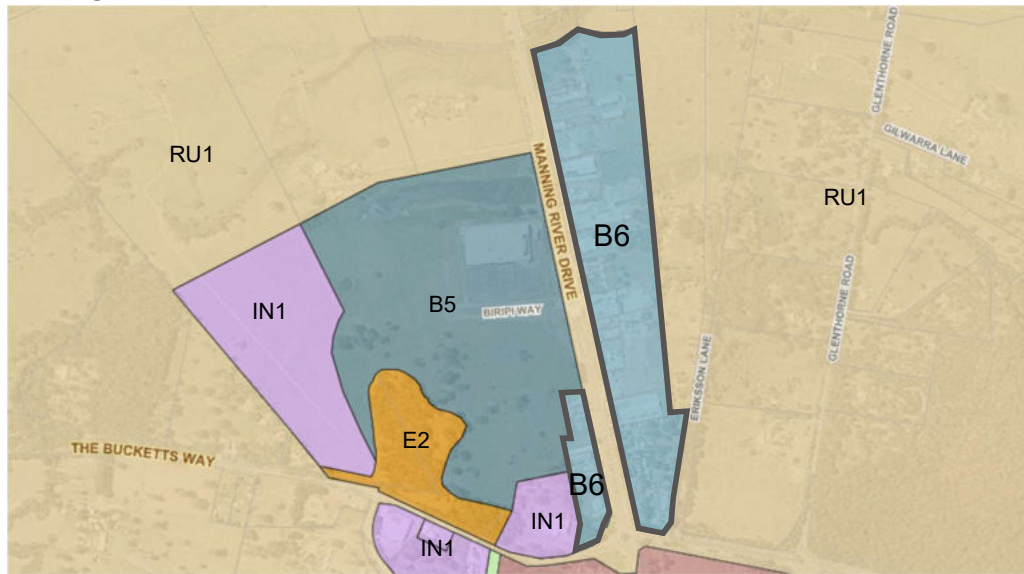 GLENTHORNE ROAD
GILWARRA LANE
RU1
MANNING RIVER DRIVE
RU1
B6
IN1
B5
BIRIPI WAY
GLENTHORNE ROAD
ERIKSSON LANE
E2
THE BUCKETTS WAY
B6
IN1
IN1